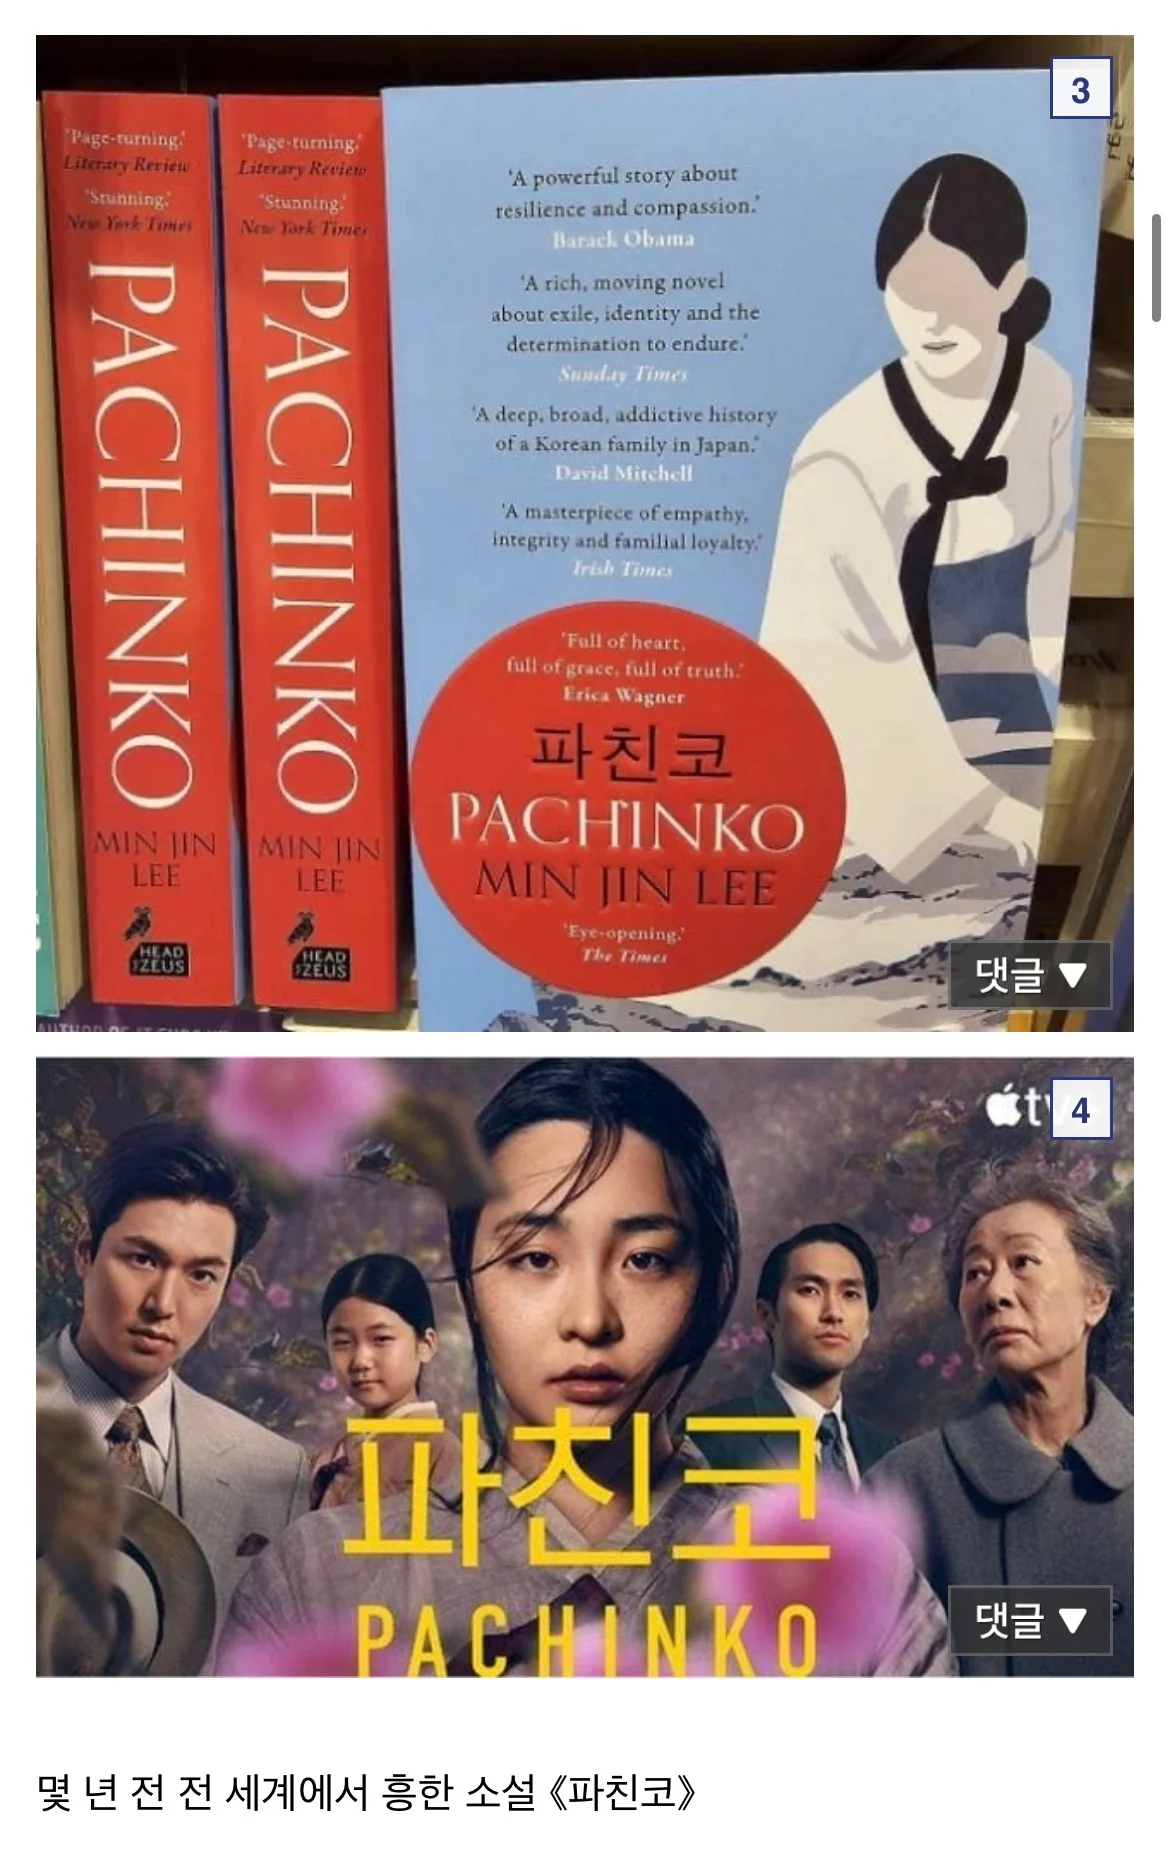 3
'Page-turning.'
Literary Review
'Stunning.'
New York Times
PACHINKO
MIN JIN
LEE
HEAD
of ZEUS
'Page-turning.'
Literary Review
'Stunning.'
New York Times
PACHINKO
MIN JIN
LEE
HEAD
of ZEUS
'A powerful story about
resilience and compassion.'
Barack Obama
'A rich, moving novel
about exile, identity and the
determination to endure.'
Sunday Times
'A deep, broad, addictive history
of a Korean family in Japan.'
David Mitchell
'A masterpiece of empathy,
integrity and familial loyalty.'
Irish Times
'Full of heart,
full of grace, full of truth.'
Erica Wagner
파친코
PACHINKO
MIN JIN LEE
'Eye-opening.'
The Times
댓글 ▼
tv
4
파친코
PACHINKO
댓글 ▼
몇 년 전 전 세계에서 흥한 소설 《파친코》